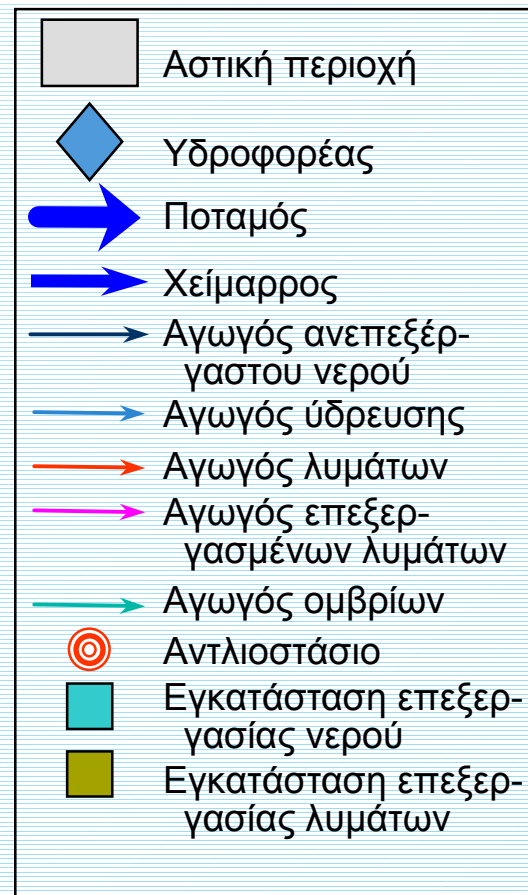 Αστική περιοχή
Υδροφορέας
Ποταμός
Χείμαρρος
Αγωγός ανεπεξέρ-
γαστου νερού
Αγωγός ύδρευσης
Αγωγός λυμάτων
Αγωγός επεξερ-
γασμένων λυμάτων
Αγωγός ομβρίων
Αντλιοστάσιο
Εγκατάσταση επεξερ-
γασίας νερού
Εγκατάσταση επεξερ-
γασίας λυμάτων